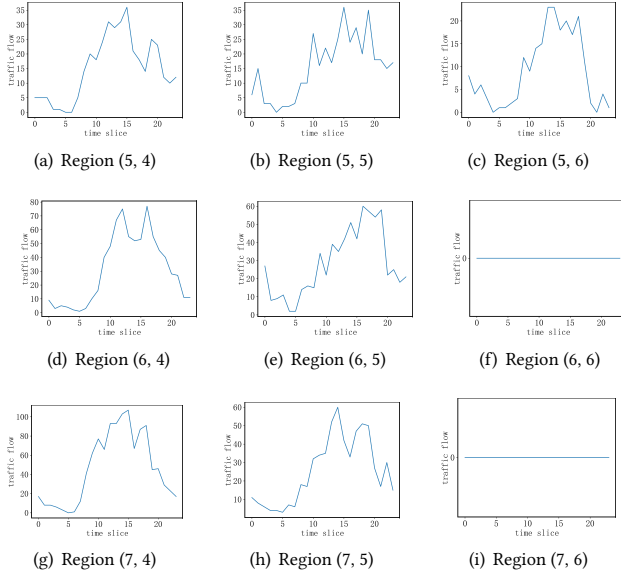 35
30
25
20
15
10
5
0
traffic flow
0 5 10 15 20
time slice
(a) Region (5, 4)
35
30
25
20
15
10
5
0
traffic flow
0 5 10 15 20
time slice
(b) Region (5, 5)
20
15
10
5
0
traffic flow
0 5 10 15 20
time slice
(c) Region (5, 6)
80
70
60
50
40
30
20
10
0
traffic flow
0 5 10 15 20
time slice
(d) Region (6, 4)
60
50
40
30
20
10
0
traffic flow
0 5 10 15 20
time slice
(e) Region (6, 5)
0
traffic flow
0 5 10 15 20
time slice
(f) Region (6, 6)
100
80
60
40
20
0
traffic flow
0 5 10 15 20
time slice
(g) Region (7, 4)
60
50
40
30
20
10
traffic flow
0 5 10 15 20
time slice
(h) Region (7, 5)
0
traffic flow
0 5 10 15 20
time slice
(i) Region (7, 6)